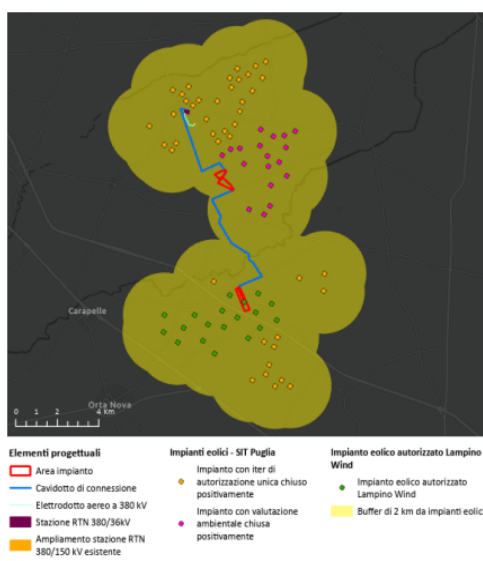 Carapelle
Orta Nova
0 1 2 4 km
Elementi progettuali
Area impianto
Cavidotto di connessione
Elettrodotto aereo a 380 kV
Stazione RTN 380/36kV
Ampliamento stazione RTN
380/150 kV esistente
Impianti eolici - SIT Puglia
Impianto con iter di
autorizzazione unica chiuso
positivamente
Impianto con valutazione
ambientale chiusa
positivamente
Impianto eolico autorizzato Lampino
Wind
Impianto eolico autorizzato
Lampino Wind
Buffer di 2 km da impianti eolici